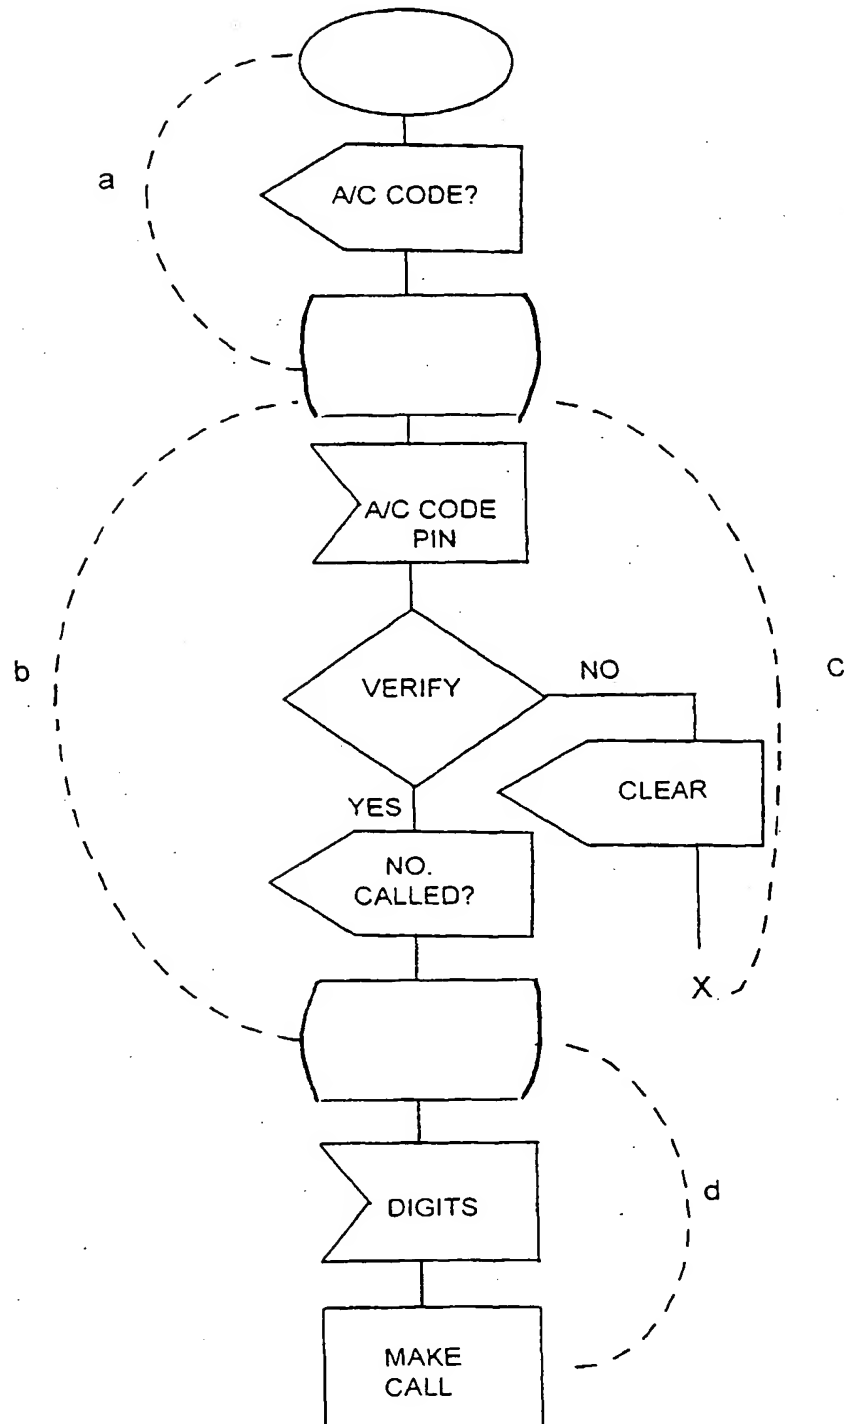 a
A/C CODE?
A/C CODE
PIN
b
VERIFY
NO
C
CLEAR
YES
NO.
CALLED?
X
d
DIGITS
MAKE
CALL